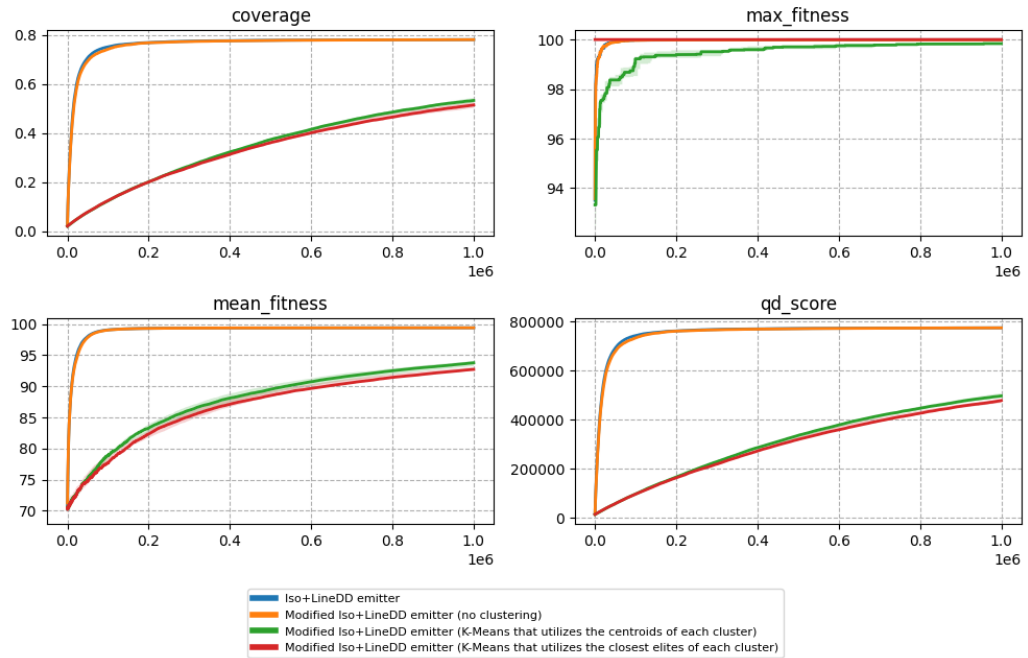 coverage
0.8
0.6
0.4
0.2
0.0
0.0 0.2 0.4 0.6 0.8 1.0
1e6
max_fitness
100
98
96
94
0.0 0.2 0.4 0.6 0.8 1.0
1e6
mean_fitness
100
95
90
85
80
75
70
0.0 0.2 0.4 0.6 0.8 1.0
1e6
qd_score
800000
600000
400000
200000
0
0.0 0.2 0.4 0.6 0.8 1.0
1e6
Iso+LineDD emitter
Modified Iso+LineDD emitter (no clustering)
Modified Iso+LineDD emitter (K-Means that utilizes the centroids of each cluster)
Modified Iso+LineDD emitter (K-Means that utilizes the closest elites of each cluster)